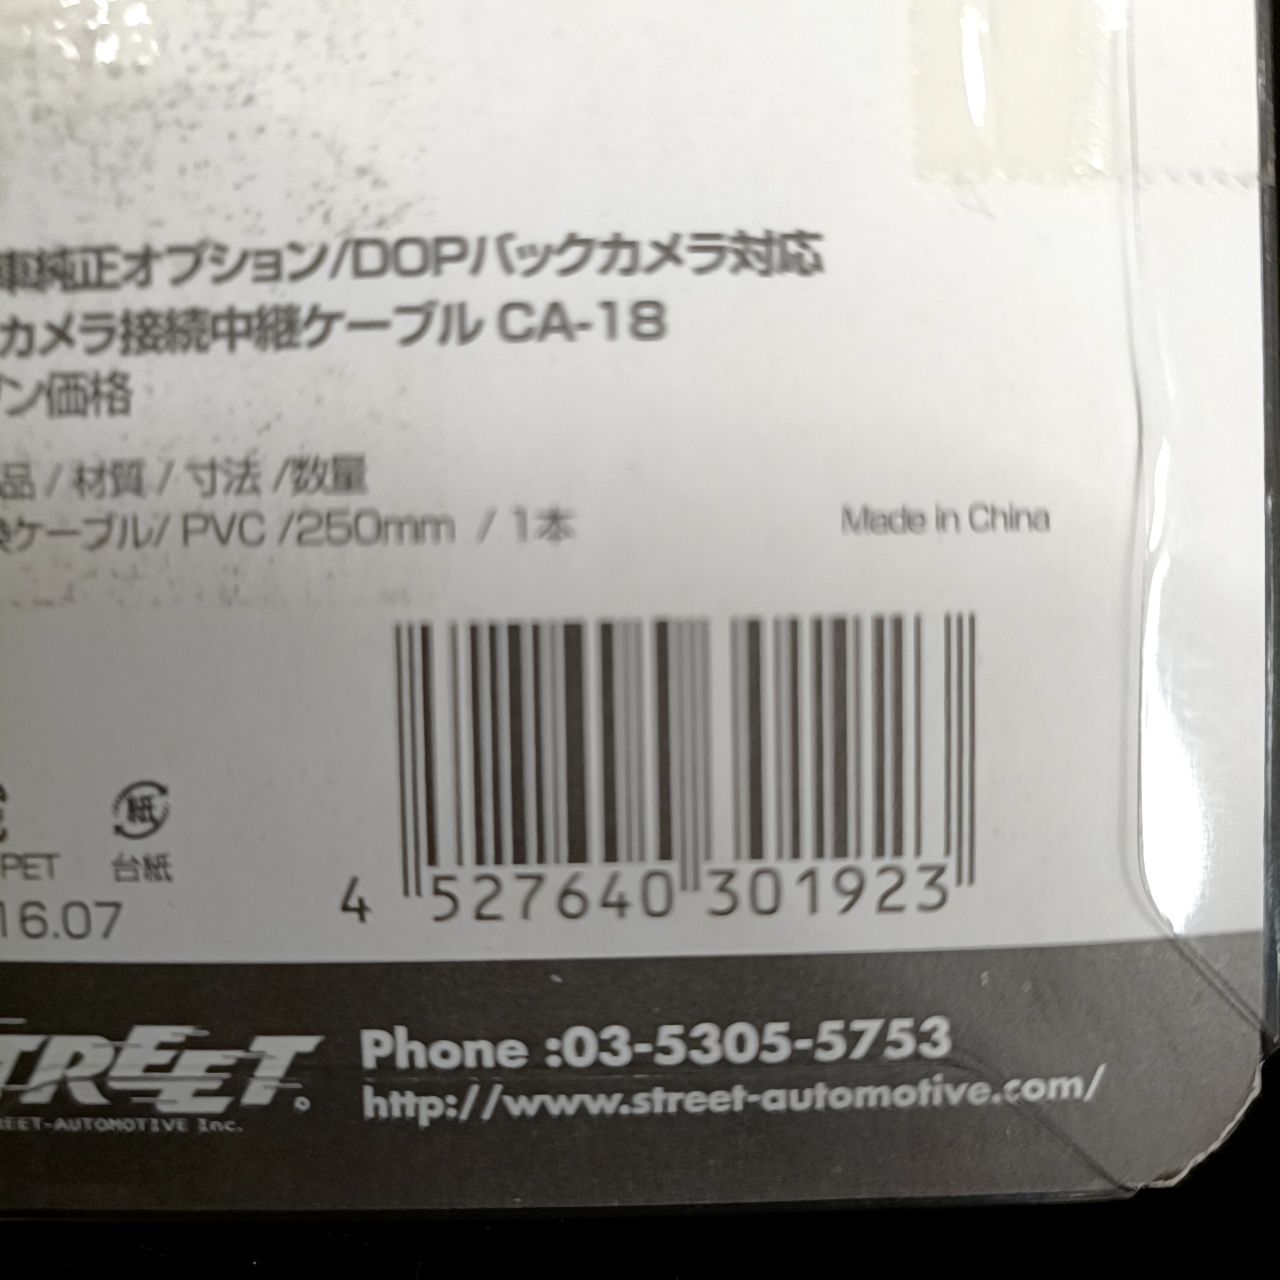 車純正オプション/DOPバックカメラ対応
カメラ接続中継ケーブル CA-18
ン価格
品 / 材質 / 寸法 /数量
ケーブル/ PVC /250mm / 1本
Made in China
紙
PET 台紙
16.07
4 527640 301923
STREET
STREET-AUTOMOTIVE Inc.
Phone :03-5305-5753
http://www.street-automotive.com/